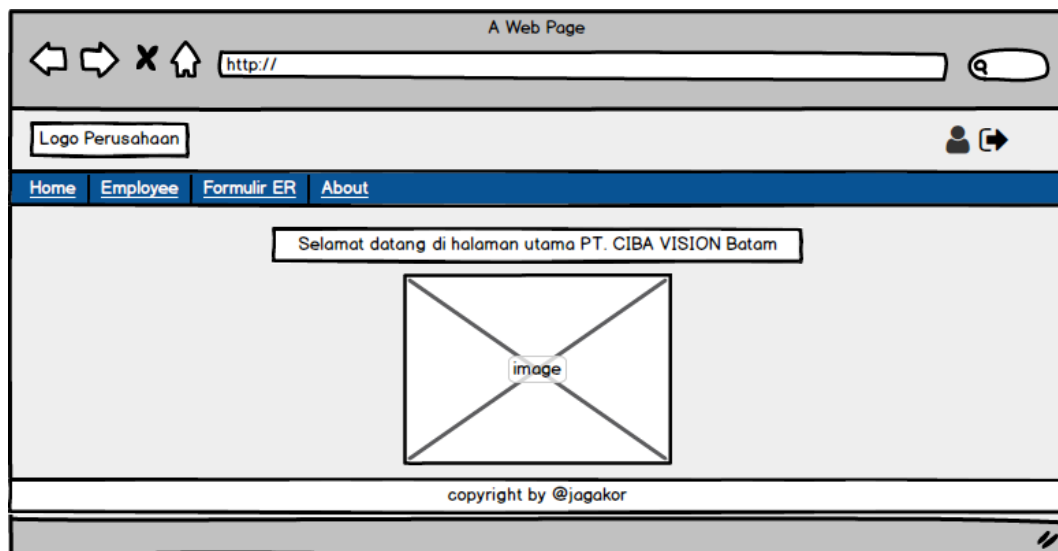 A Web Page
http://
Logo Perusahaan
Home Employee Formulir ER About
Selamat datang di halaman utama PT. CIBA VISION Batam
image
copyright by @jagakor